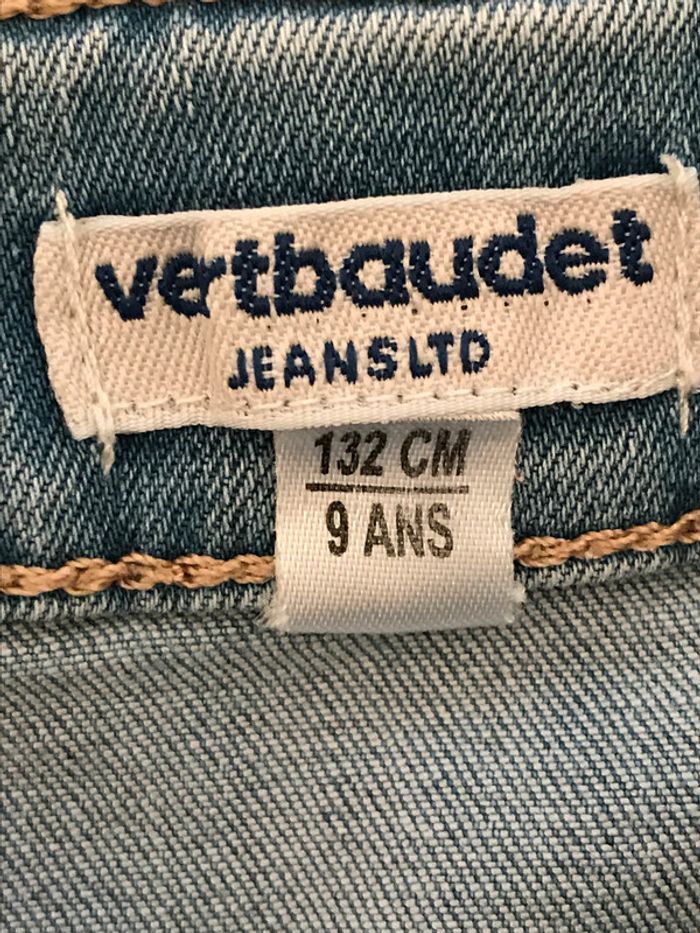 vertbaudet
JEANS LTD
132 CM
9 ANS